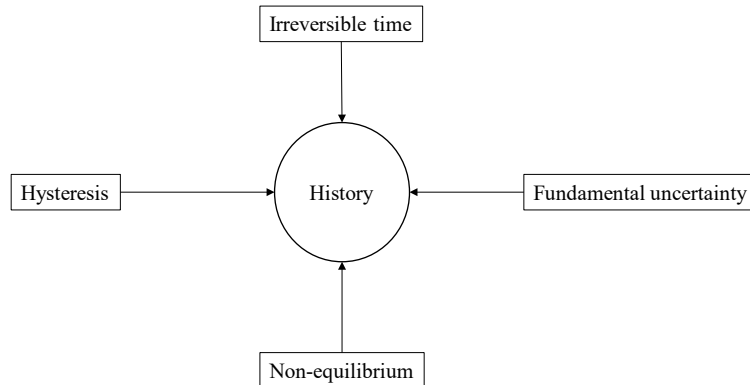 Irreversible time
Hysteresis
History
Fundamental uncertainty
Non-equilibrium